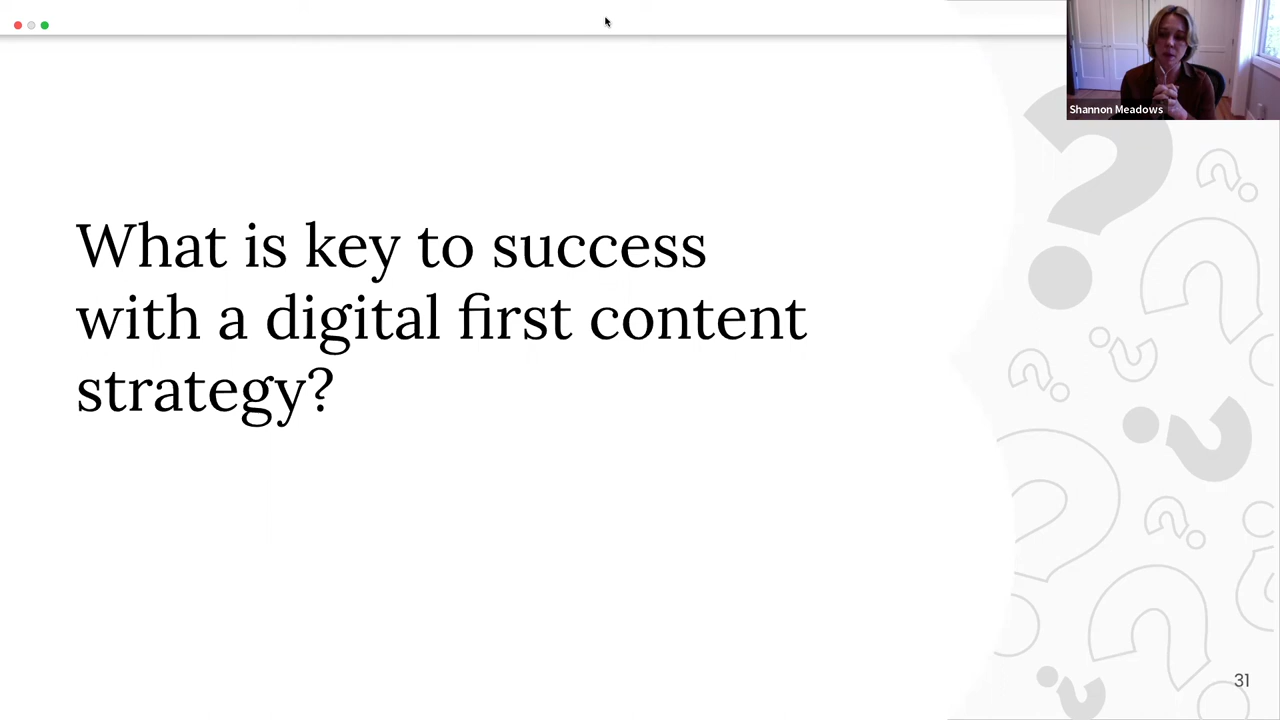 Shannon Meadows
What is key to success
with a digital first content
strategy?
31